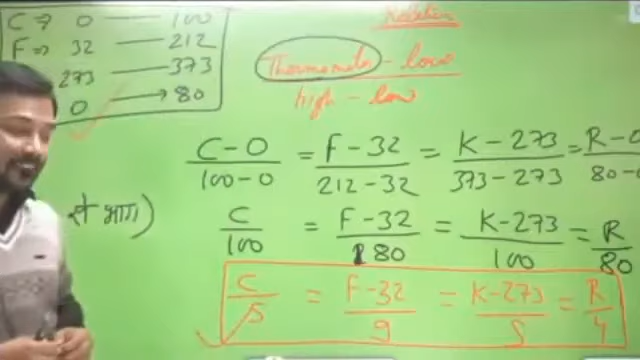 C ⇒ 0 — 100
F ⇒ 32 — 212
273 — 373
0 → 80
Relation
Thermometer - low
high - low
C-0/100-0 = F-32/212-32 = K-273/373-273 = R-0/80-0
से भाग)
C/100 = F-32/180 = K-273/100 = R/80
C/5 = F-32/9 = K-273/5 = R/4